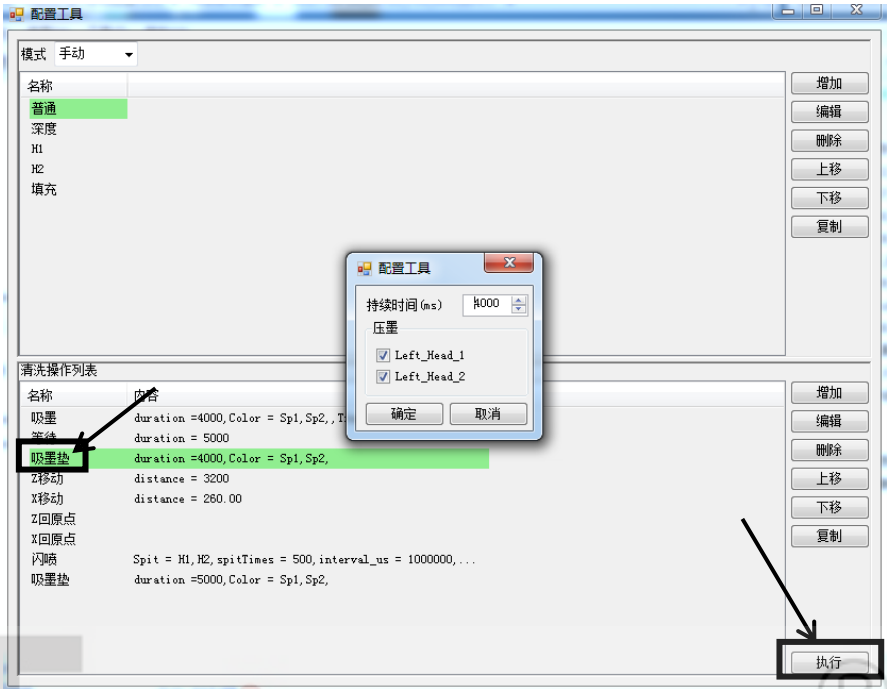 配置工具
模式 手动
名称
普通
深度
H1
H2
填充
增加
编辑
删除
上移
下移
复制
配置工具
持续时间(ms) 4000
压墨
Left_Head_1
Left_Head_2
确定 取消
清洗操作列表
名称 内容
吸墨 duration =4000,Color = Sp1,Sp2,,T
等待 duration = 5000
吸墨垫 duration =4000,Color = Sp1,Sp2,
Z移动 distance = 3200
X移动 distance = 260.00
Z回原点
X回原点
闪喷 Spit = H1,H2,spitTimes = 500,interval_us = 1000000,...
吸墨垫 duration =5000,Color = Sp1,Sp2,
增加
编辑
删除
上移
下移
复制
执行